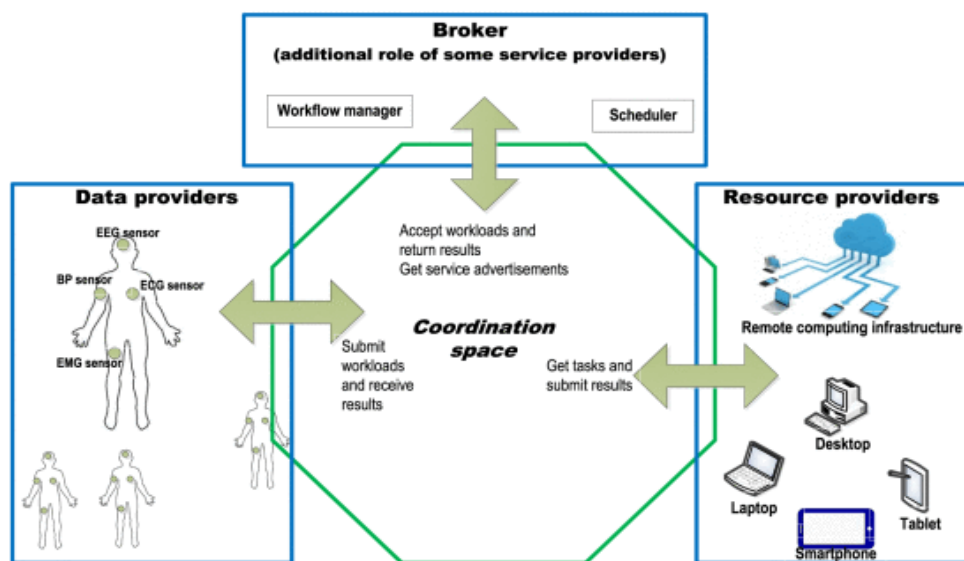 Broker
(additional role of some service providers)
Workflow manager
Scheduler
Data providers
EEG sensor
BP sensor
ECG sensor
EMG sensor
Accept workloads and
return results
Get service advertisements
Coordination
space
Submit
workloads
and receive
results
Get tasks and
submit results
Resource providers
Remote computing infrastructure
Desktop
Laptop
Tablet
Smartphone